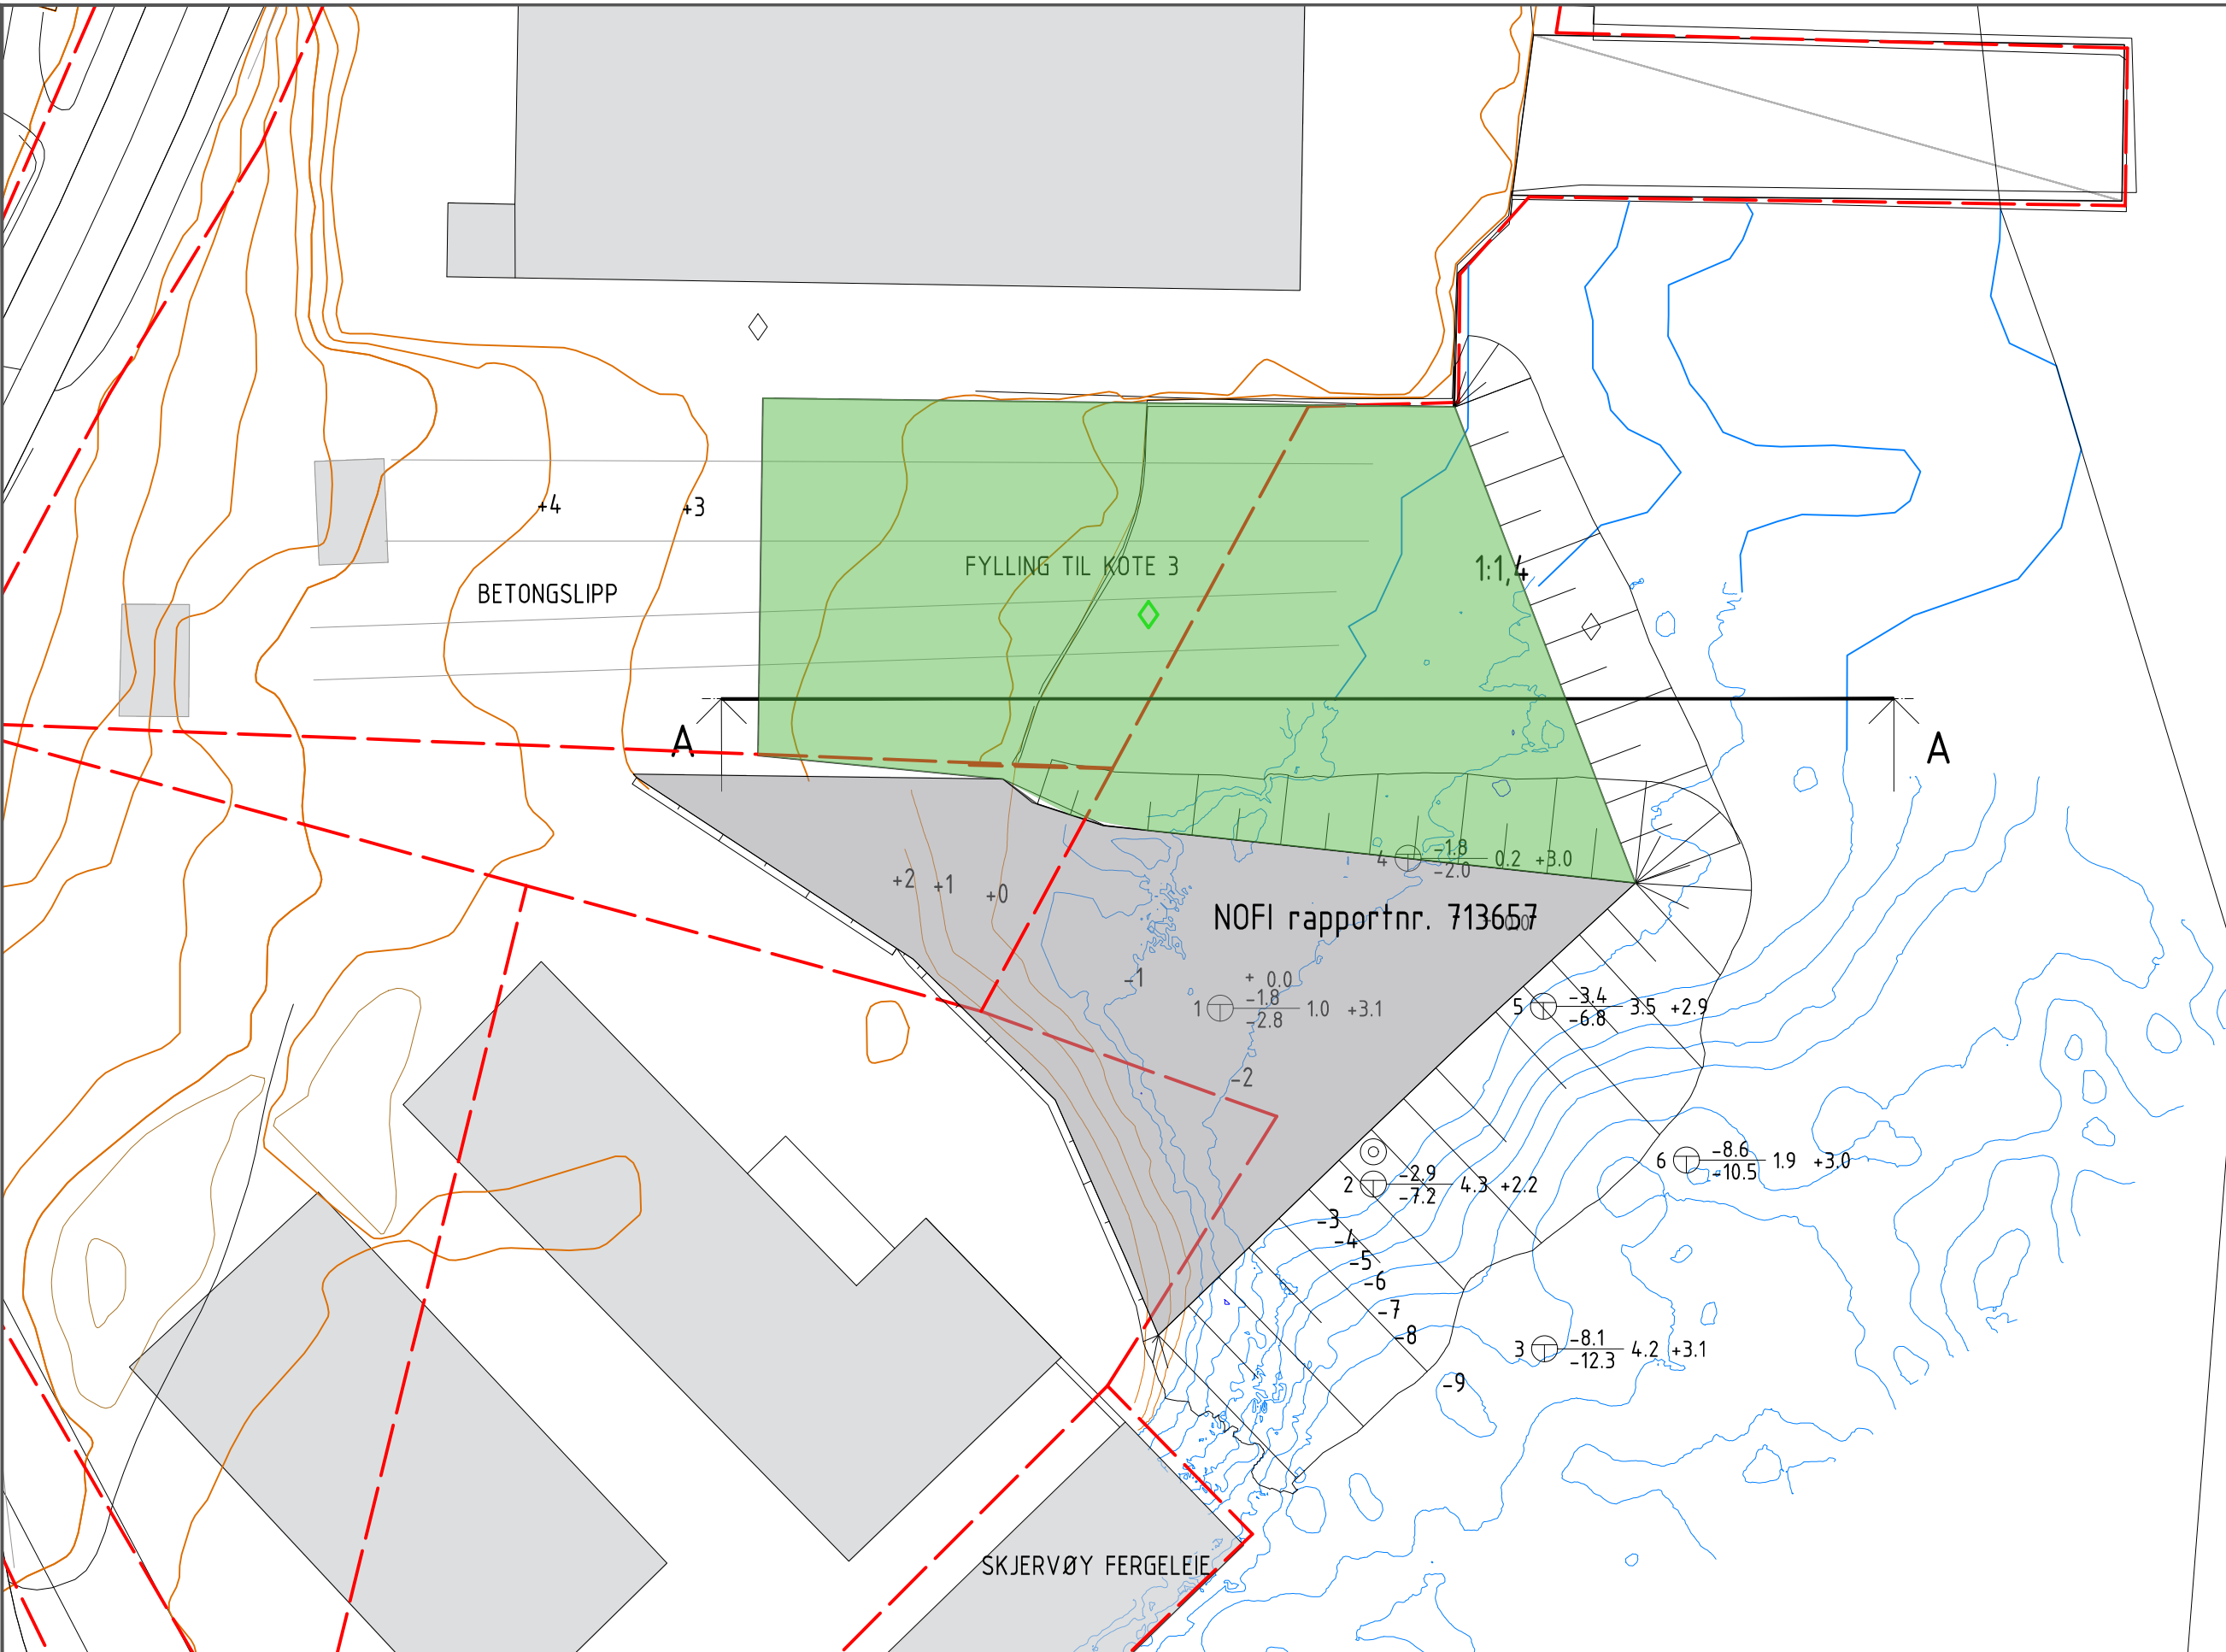 +4
+3
FYLLING TIL KOTE 3
1:1,4
BETONGSLIPP
A
A
4 -1.8 0.2 +3.0
-2.0
+2
+1
+0
NOFI rapportnr. 713657
-1
+ 0.0
1 -1.8 1.0 +3.1
-2.8
5 -3.4 3.5 +2.9
-6.8
-2
6 -8.6 1.9 +3.0
-10.5
2 -2.9 4.3 +2.2
-7.2
-3
-4
-5
-6
-7
-8
3 -8.1 4.2 +3.1
-12.3
-9
SKJERVØY FERGELEIE